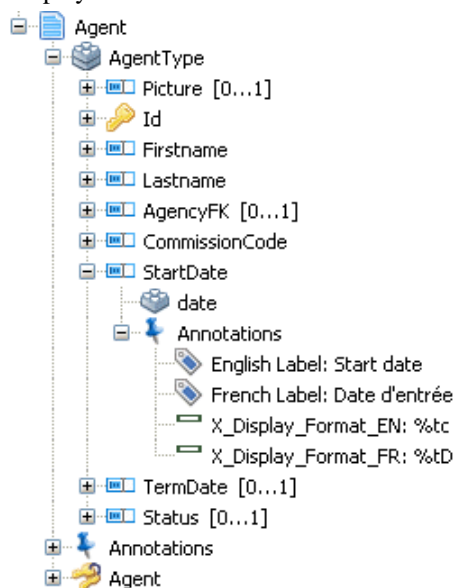 Agent
AgentType
Picture [0...1]
Id
Firstname
Lastname
AgencyFK [0...1]
CommissionCode
StartDate
date
Annotations
English Label: Start date
French Label: Date d'entrée
X_Display_Format_EN: %tc
X_Display_Format_FR: %tD
TermDate [0...1]
Status [0...1]
Annotations
Agent